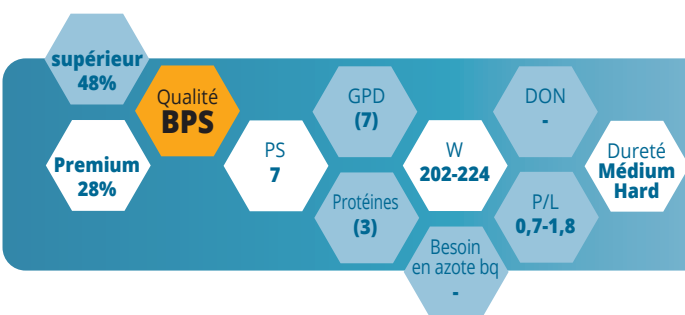 supérieur
48%
Premium
28%
Qualité
BPS
PS
7
GPD
(7)
Protéines
(3)
W
202-224
Besoin
en azote bq
-
DON
-
P/L
0,7-1,8
Dureté
Médium
Hard